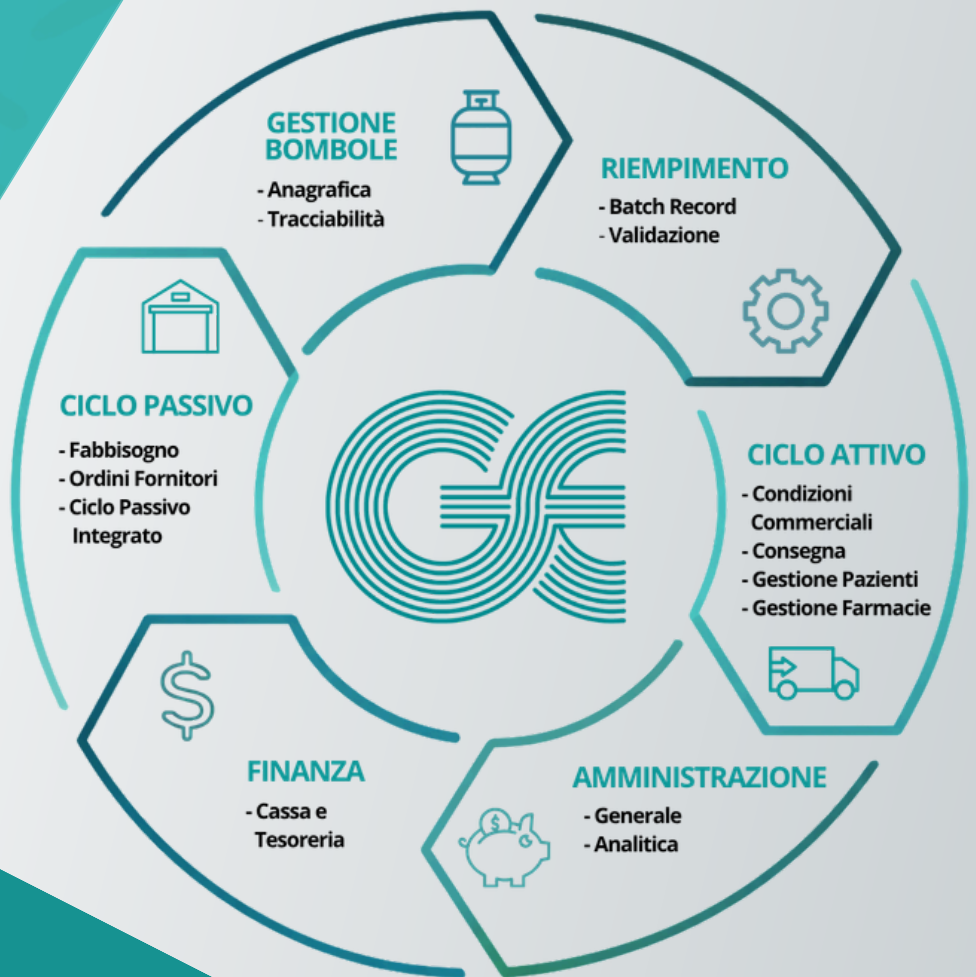 GESTIONE
BOMBOLE
- Anagrafica
- Tracciabilità
RIEMPIMENTO
- Batch Record
- Validazione
CICLO ATTIVO
- Condizioni
Commerciali
- Consegna
- Gestione Pazienti
- Gestione Farmacie
AMMINISTRAZIONE
- Generale
- Analitica
FINANZA
- Cassa e
Tesoreria
CICLO PASSIVO
- Fabbisogno
- Ordini Fornitori
- Ciclo Passivo
Integrato
$
$